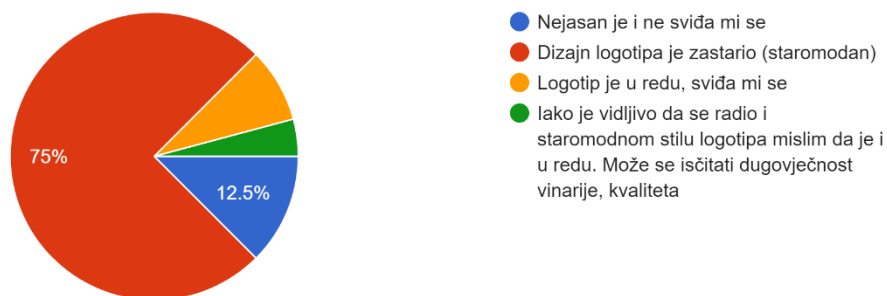 75%
12.5%
Nejasan je i ne sviđa mi se
Dizajn logotipa je zastario (staromodan)
Logotip je u redu, sviđa mi se
Iako je vidljivo da se radio i
staromodnom stilu logotipa mislim da je i
u redu. Može se isčitati dugovječnost
vinarije, kvaliteta